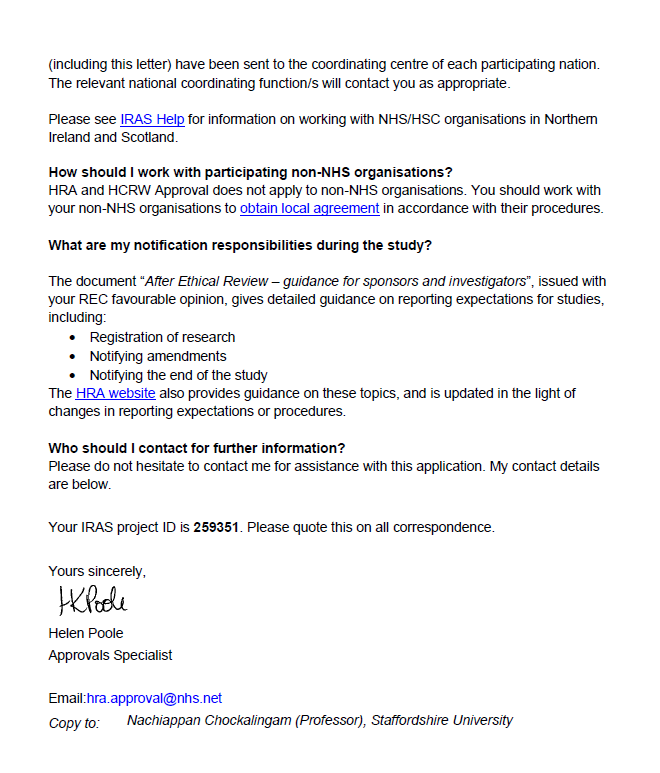 (including this letter) have been sent to the coordinating centre of each participating nation.
The relevant national coordinating function/s will contact you as appropriate.
Please see IRAS Help for information on working with NHS/HSC organisations in Northern
Ireland and Scotland.
How should I work with participating non-NHS organisations?
HRA and HCRW Approval does not apply to non-NHS organisations. You should work with
your non-NHS organisations to obtain local agreement in accordance with their procedures.
What are my notification responsibilities during the study?
The document “After Ethical Review – guidance for sponsors and investigators”, issued with
your REC favourable opinion, gives detailed guidance on reporting expectations for studies,
including:
• Registration of research
• Notifying amendments
• Notifying the end of the study
The HRA website also provides guidance on these topics, and is updated in the light of
changes in reporting expectations or procedures.
Who should I contact for further information?
Please do not hesitate to contact me for assistance with this application. My contact details
are below.
Your IRAS project ID is 259351. Please quote this on all correspondence.
Yours sincerely,
HKPoole
Helen Poole
Approvals Specialist
Email:hra.approval@nhs.net
Copy to: Nachiappan Chockalingam (Professor), Staffordshire University